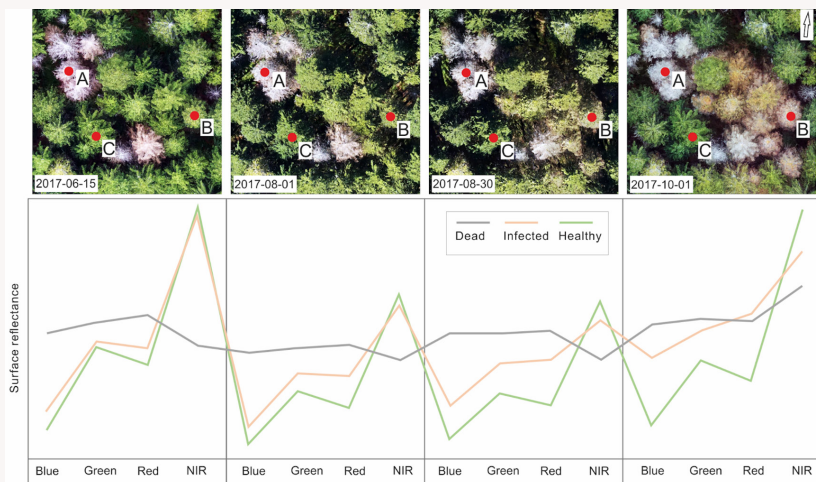 A
B
C
2017-06-15
A
B
C
2017-08-01
A
B
C
2017-08-30
A
B
C
2017-10-01
Surface reflectance
Dead Infected Healthy
Blue Green Red NIR Blue Green Red NIR Blue Green Red NIR Blue Green Red NIR